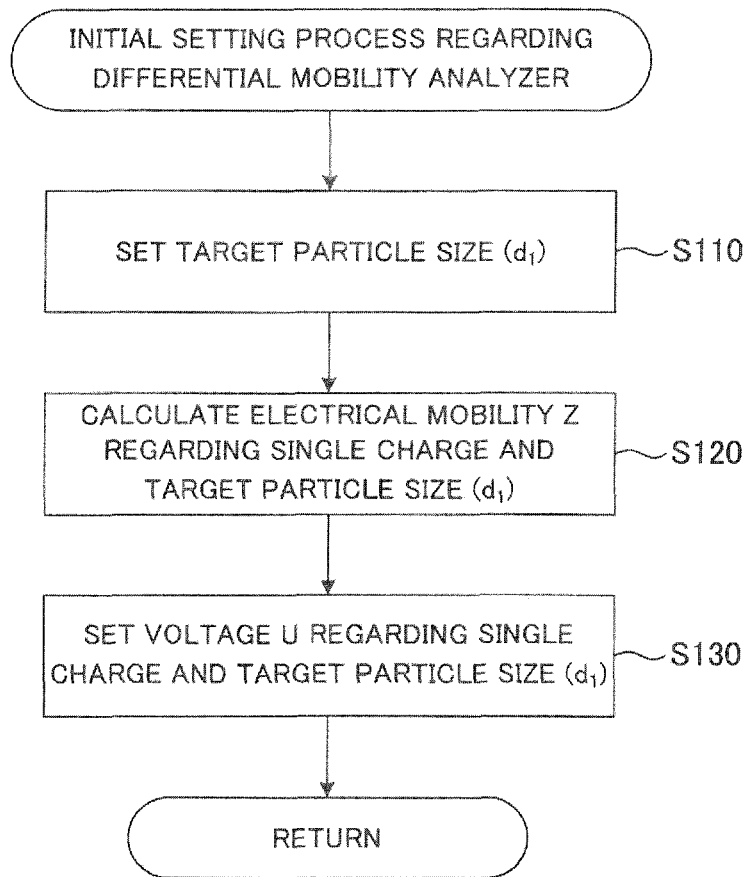 INITIAL SETTING PROCESS REGARDING
DIFFERENTIAL MOBILITY ANALYZER
SET TARGET PARTICLE SIZE (d₁)
S110
CALCULATE ELECTRICAL MOBILITY Z
REGARDING SINGLE CHARGE AND
TARGET PARTICLE SIZE (d₁)
S120
SET VOLTAGE U REGARDING SINGLE
CHARGE AND TARGET PARTICLE SIZE (d₁)
S130
RETURN